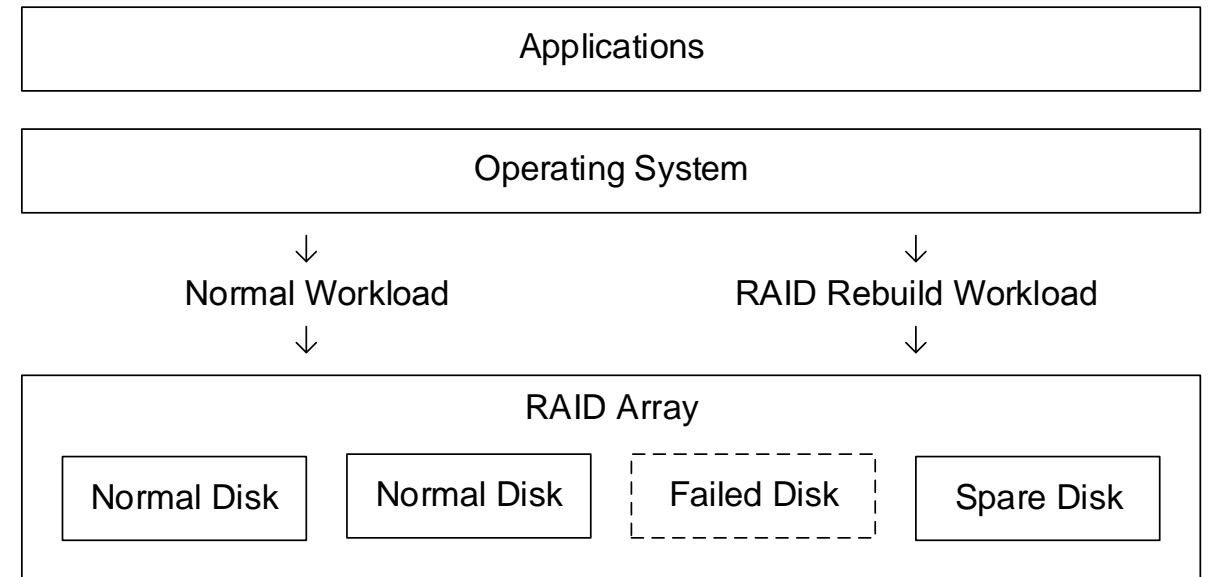 Applications
Operating System
Normal Workload RAID Rebuild Workload
RAID Array
Normal Disk Normal Disk Failed Disk Spare Disk